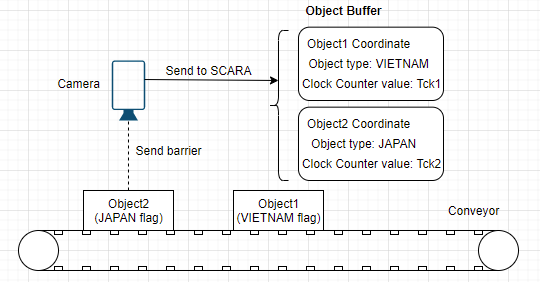 Object Buffer
Object1 Coordinate
Object type: VIETNAM
Clock Counter value: Tck1
Send to SCARA
Camera
Object2 Coordinate
Object type: JAPAN
Clock Counter value: Tck2
Send barrier
Object2
(JAPAN flag)
Object1
(VIETNAM flag)
Conveyor